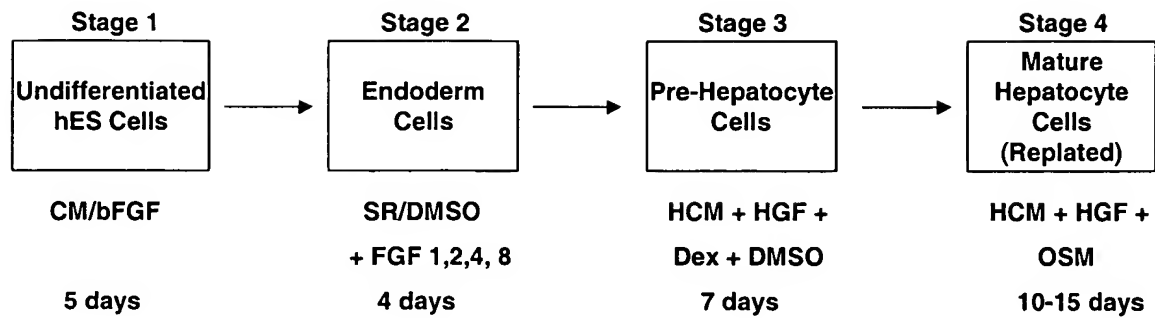 Stage 1
Stage 2
Stage 3
Stage 4
Undifferentiated
hES Cells
Endoderm
Cells
Pre-Hepatocyte
Cells
Mature
Hepatocyte
Cells
(Replated)
CM/bFGF
SR/DMSO
+ FGF 1,2,4, 8
HCM + HGF +
Dex + DMSO
HCM + HGF +
OSM
5 days
4 days
7 days
10-15 days